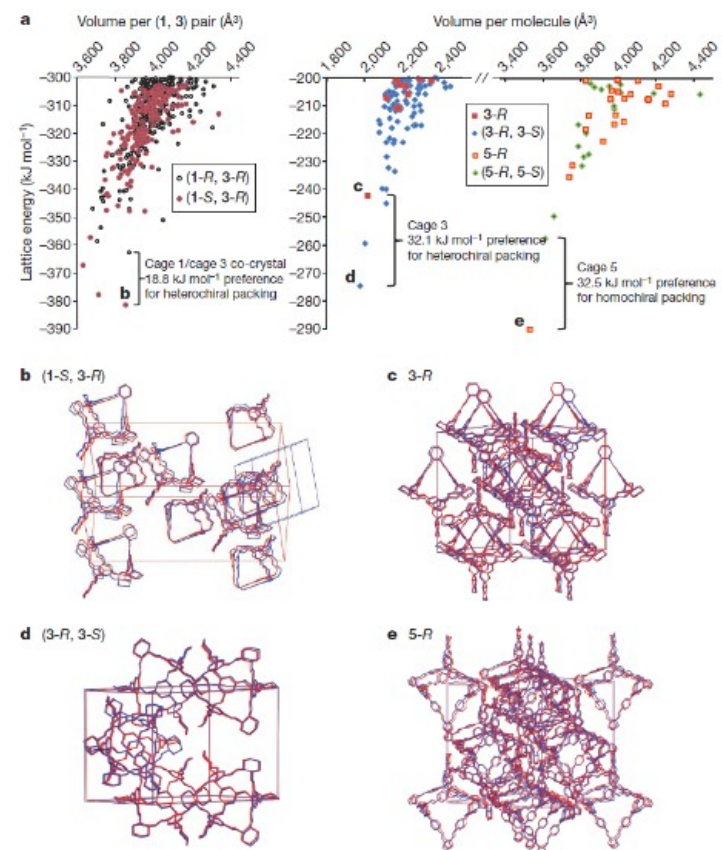 a
Volume per (1, 3) pair (Å³)
3,600
3,800
4,000
4,200
4,400
Lattice energy (kJ mol⁻¹)
−300
−310
−320
−330
−340
−350
−360
−370
−380
−390
(1-R, 3-R)
(1-S, 3-R)
Cage 1/cage 3 co-crystal
18.8 kJ mol⁻¹ preference
for heterochiral packing
b
Volume per molecule (Å³)
1,800
2,000
2,200
2,400
//
3,400
3,600
3,800
4,000
4,200
4,400
−200
−210
−220
−230
−240
−250
−260
−270
−280
−290
3-R
(3-R, 3-S)
5-R
(5-R, 5-S)
c
Cage 3
32.1 kJ mol⁻¹ preference
for heterochiral packing
d
Cage 5
32.5 kJ mol⁻¹ preference
for homochiral packing
e
b (1-S, 3-R)
c 3-R
d (3-R, 3-S)
e 5-R